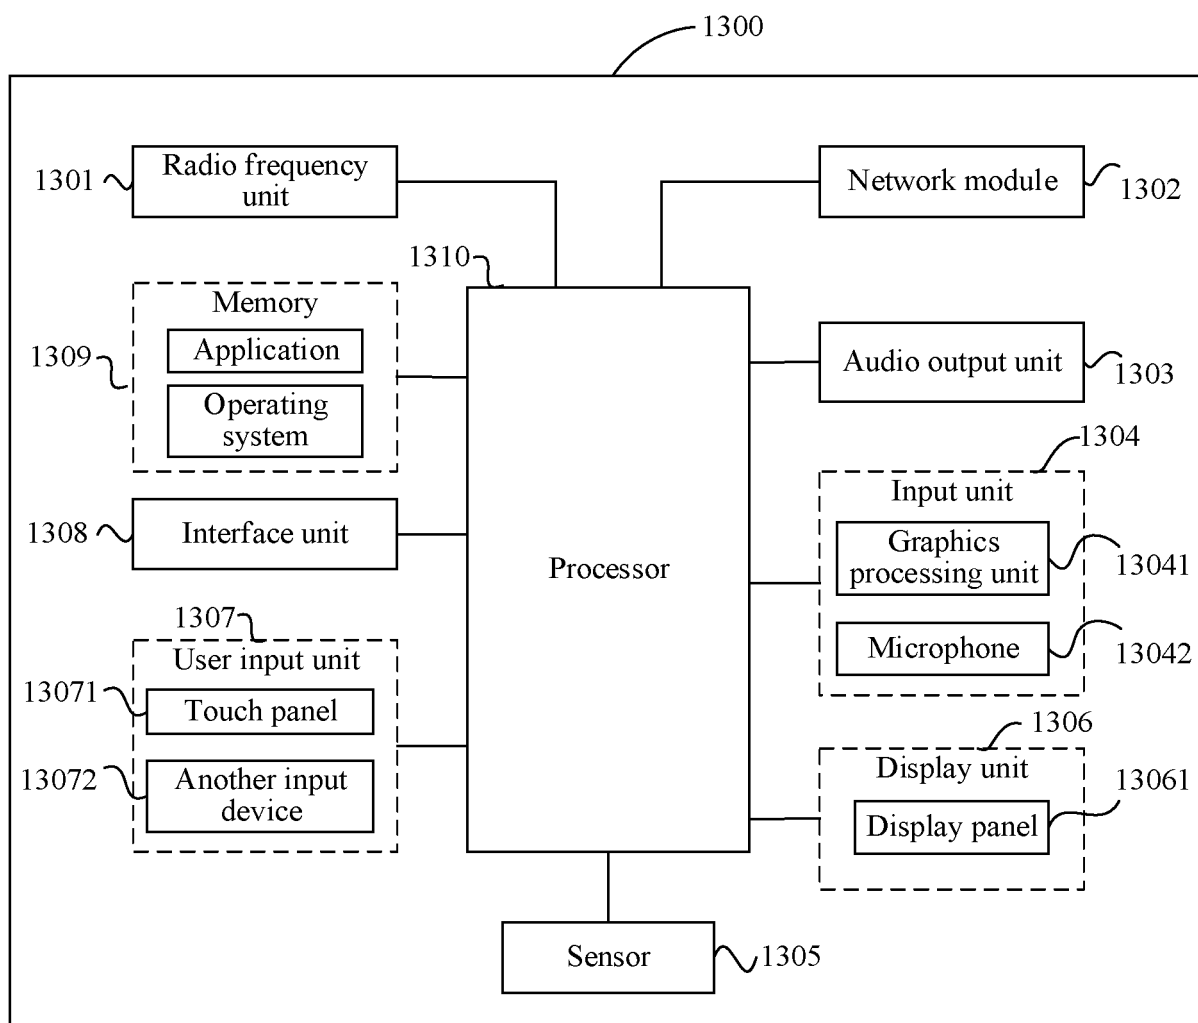 1300
1301
Radio frequency
unit
Network module
1302
1310
Memory
Application
Operating
system
1309
Audio output unit
1303
1304
Input unit
Graphics
processing unit
13041
Microphone
13042
1308
Interface unit
Processor
1307
User input unit
13071
Touch panel
13072
Another input
device
1306
Display unit
Display panel
13061
Sensor
1305